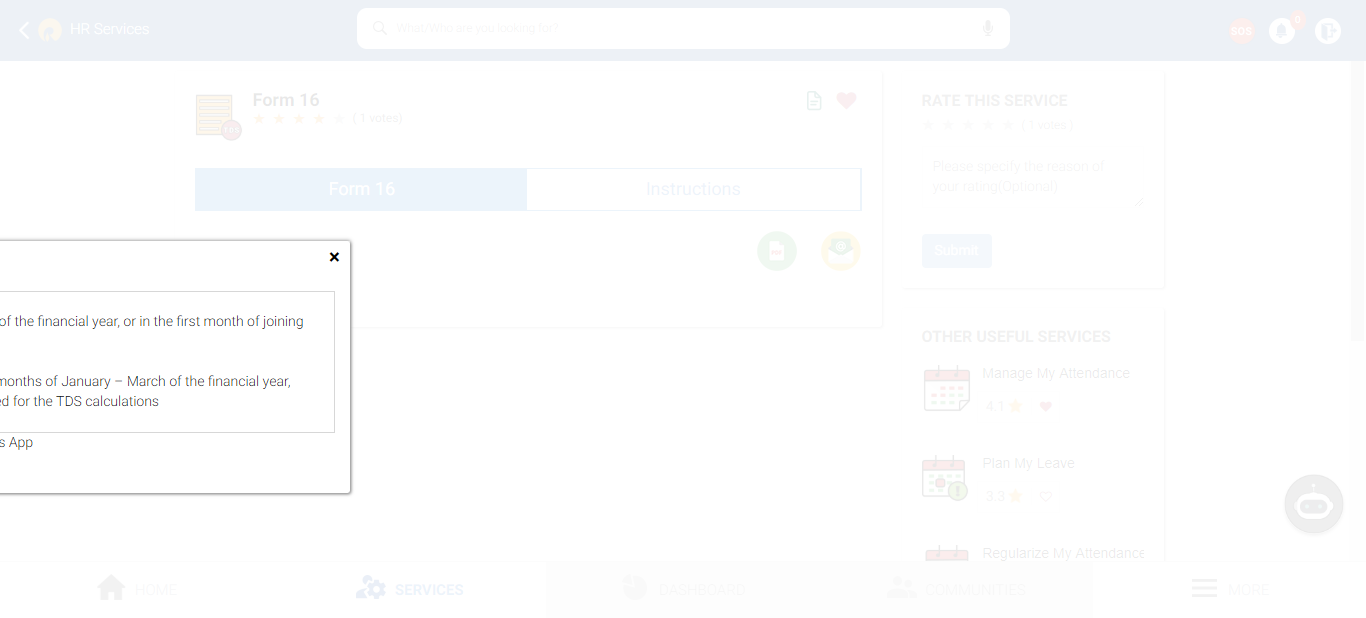 HR Services
What/Who are you looking for?
SOS
0
Form 16
( 1 votes)
Form 16
Instructions
RATE THIS SERVICE
( 1 votes )
Please specify the reason of
your rating(Optional)
Submit
×
of the financial year, or in the first month of joining
months of January – March of the financial year,
ed for the TDS calculations
s App
OTHER USEFUL SERVICES
Manage My Attendance
4.1
Plan My Leave
3.3
Regularize My Attendance
HOME
SERVICES
DASHBOARD
COMMUNITIES
MORE